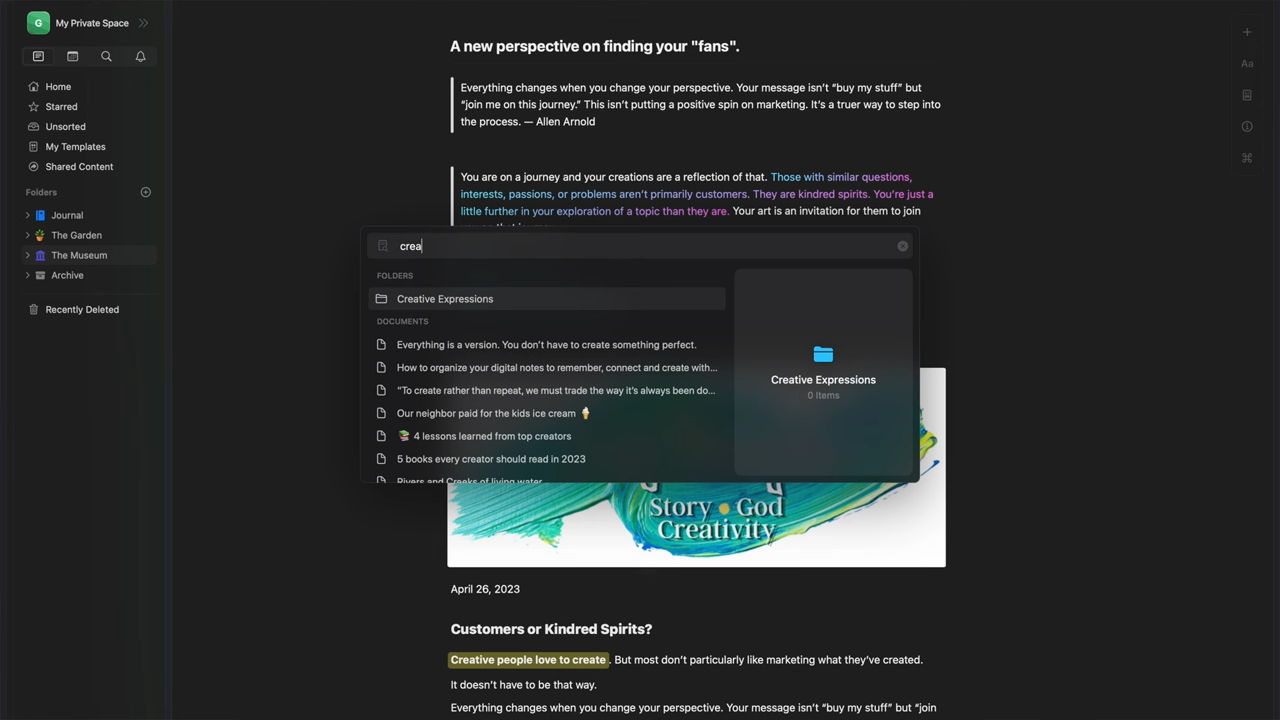 G My Private Space
Home
Starred
Unsorted
My Templates
Shared Content
Folders
Journal
The Garden
The Museum
Archive
Recently Deleted
A new perspective on finding your "fans".
Everything changes when you change your perspective. Your message isn’t “buy my stuff” but
“join me on this journey.” This isn’t putting a positive spin on marketing. It’s a truer way to step into
the process. — Allen Arnold
You are on a journey and your creations are a reflection of that. Those with similar questions,
interests, passions, or problems aren’t primarily customers. They are kindred spirits. You’re just a
little further in your exploration of a topic than they are. Your art is an invitation for them to join
crea
FOLDERS
Creative Expressions
DOCUMENTS
Everything is a version. You don’t have to create something perfect.
How to organize your digital notes to remember, connect and create with...
“To create rather than repeat, we must trade the way it’s always been do...
Our neighbor paid for the kids ice cream 🍦
📚 4 lessons learned from top creators
5 books every creator should read in 2023
Rivers and Creeks of living water
Creative Expressions
0 Items
Story God
Creativity
April 26, 2023
Customers or Kindred Spirits?
Creative people love to create. But most don’t particularly like marketing what they’ve created.
It doesn’t have to be that way.
Everything changes when you change your perspective. Your message isn’t “buy my stuff” but “join
Aa